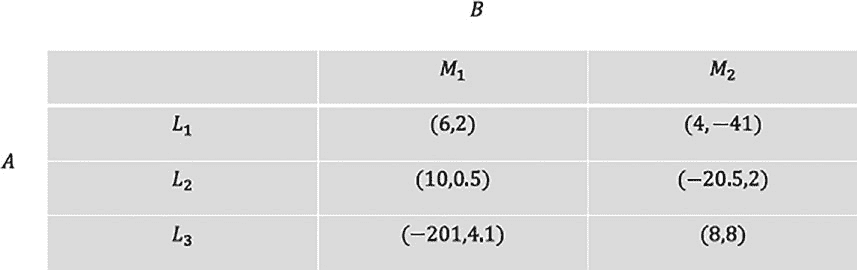 B
M₁ M₂
L₁ (6,2) (4,−41)
A L₂ (10,0.5) (−20.5,2)
L₃ (−201,4.1) (8,8)